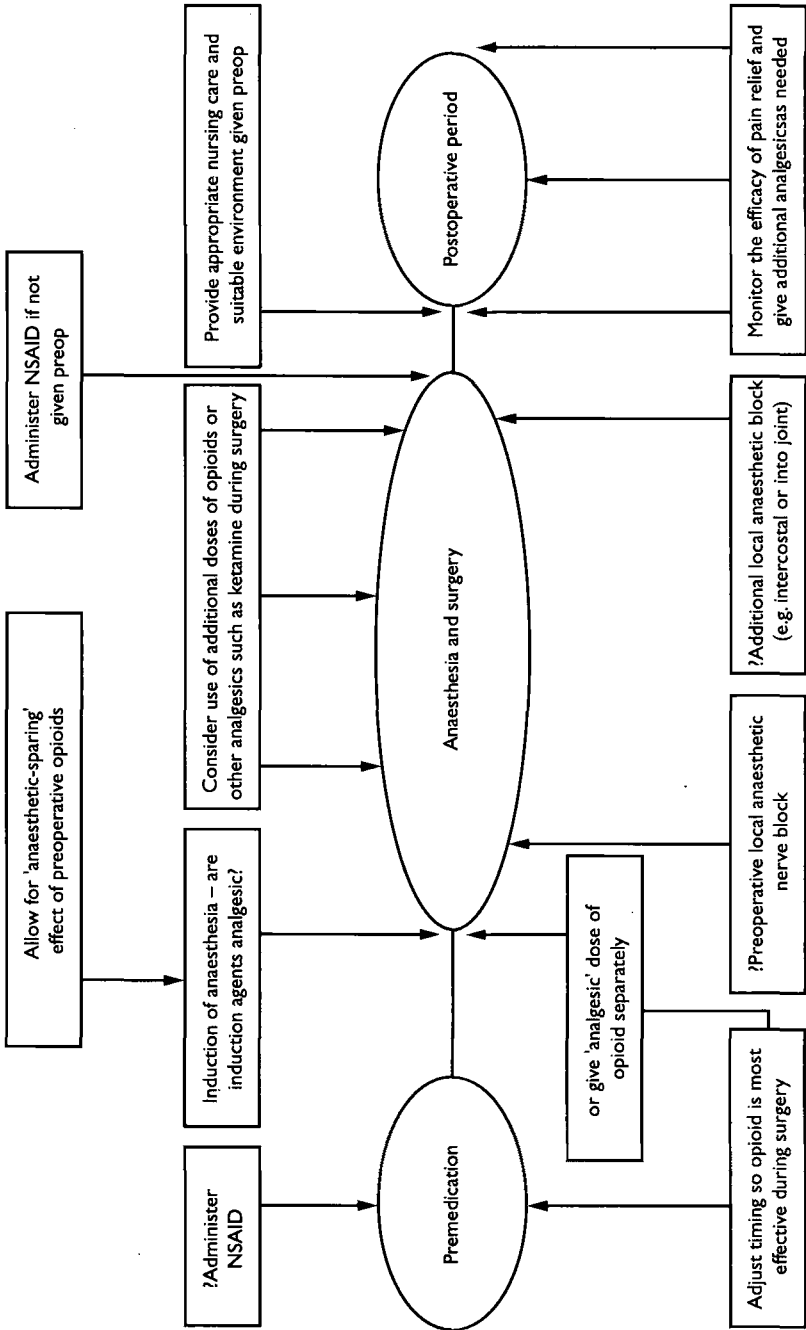 Allow for 'anaesthetic-sparing'
effect of preoperative opioids
Administer NSAID if not
given preop
?Administer
NSAID
Induction of anaesthesia – are
induction agents analgesic?
Consider use of additional doses of opioids or
other analgesics such as ketamine during surgery
Provide appropriate nursing care and
suitable environment given preop
Premedication
Anaesthesia and surgery
Postoperative period
or give 'analgesic' dose of
opioid separately
Adjust timing so opioid is most
effective during surgery
?Preoperative local anaesthetic
nerve block
?Additional local anaesthetic block
(e.g. intercostal or into joint)
Monitor the efficacy of pain relief and
give additional analgesicsas needed